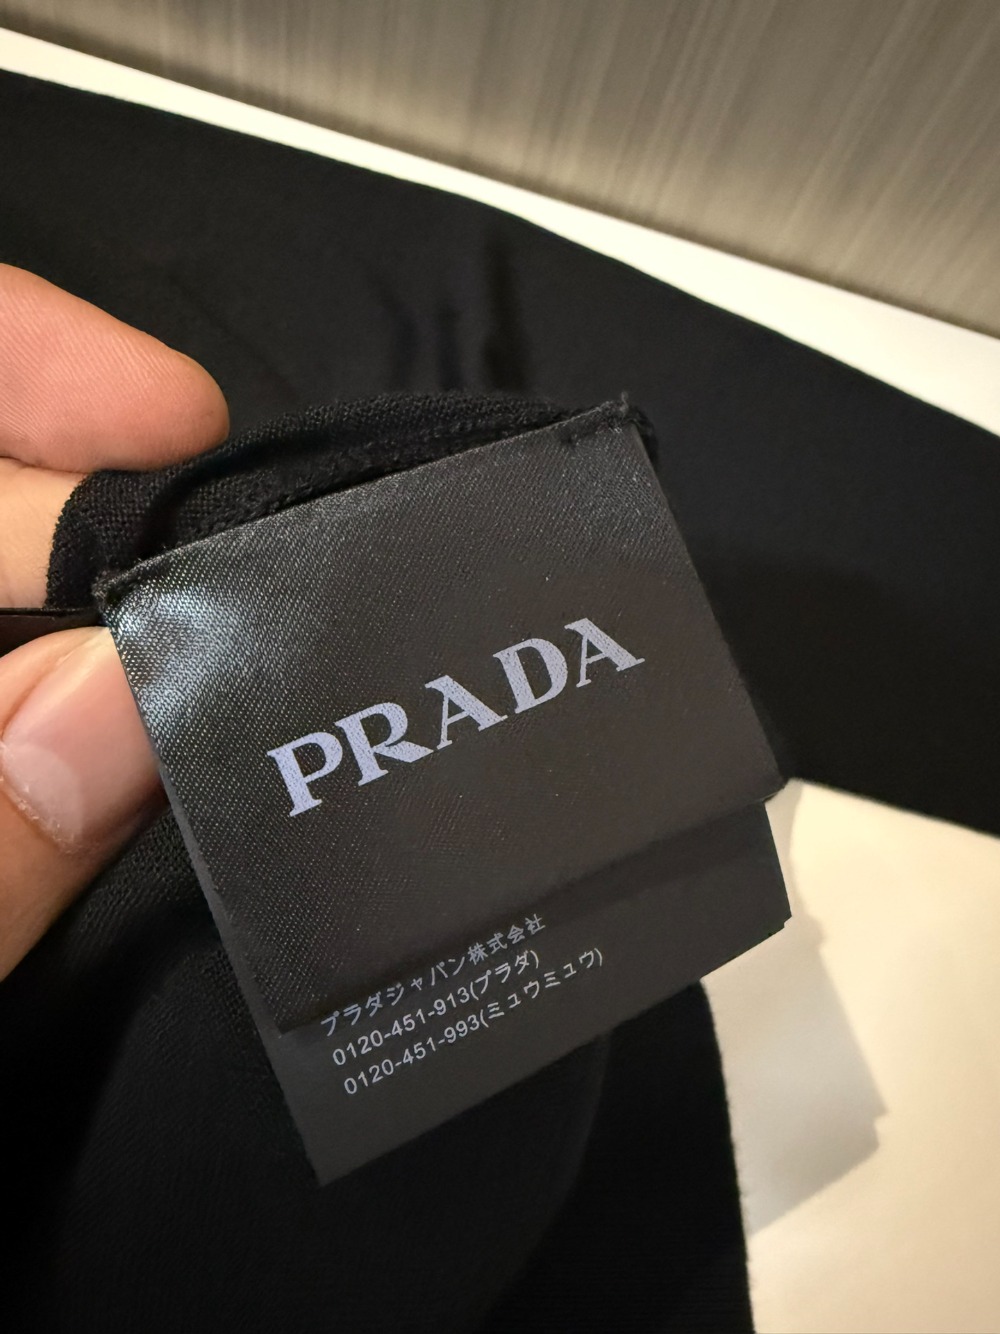 PRADA
プラダジャパン株式会社
0120-451-913(プラダ)
0120-451-993(ミュウミュウ)